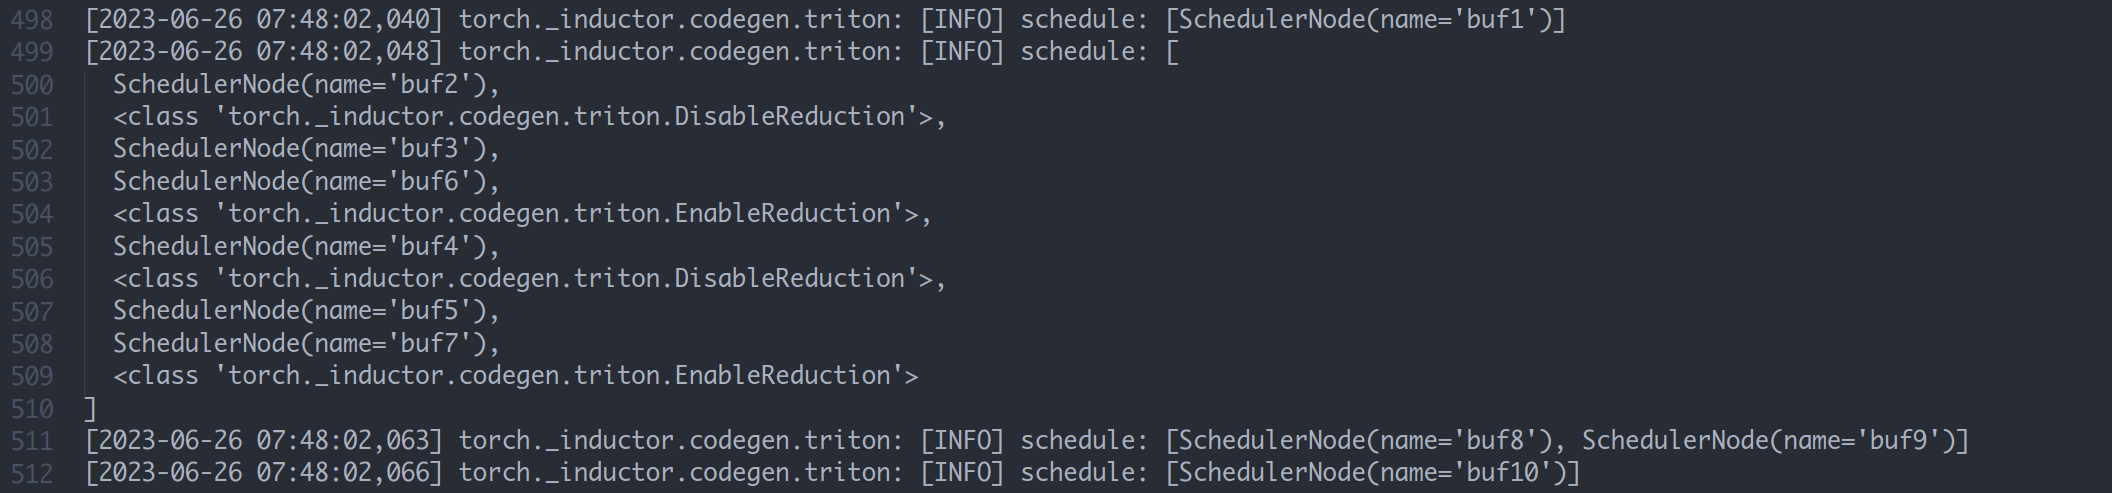 498 [2023-06-26 07:48:02,040] torch._inductor.codegen.triton: [INFO] schedule: [SchedulerNode(name='buf1')]
499 [2023-06-26 07:48:02,048] torch._inductor.codegen.triton: [INFO] schedule: [
500   SchedulerNode(name='buf2'),
501   <class 'torch._inductor.codegen.triton.DisableReduction'>,
502   SchedulerNode(name='buf3'),
503   SchedulerNode(name='buf6'),
504   <class 'torch._inductor.codegen.triton.EnableReduction'>,
505   SchedulerNode(name='buf4'),
506   <class 'torch._inductor.codegen.triton.DisableReduction'>,
507   SchedulerNode(name='buf5'),
508   SchedulerNode(name='buf7'),
509   <class 'torch._inductor.codegen.triton.EnableReduction'>
510 ]
511 [2023-06-26 07:48:02,063] torch._inductor.codegen.triton: [INFO] schedule: [SchedulerNode(name='buf8'), SchedulerNode(name='buf9')]
512 [2023-06-26 07:48:02,066] torch._inductor.codegen.triton: [INFO] schedule: [SchedulerNode(name='buf10')]